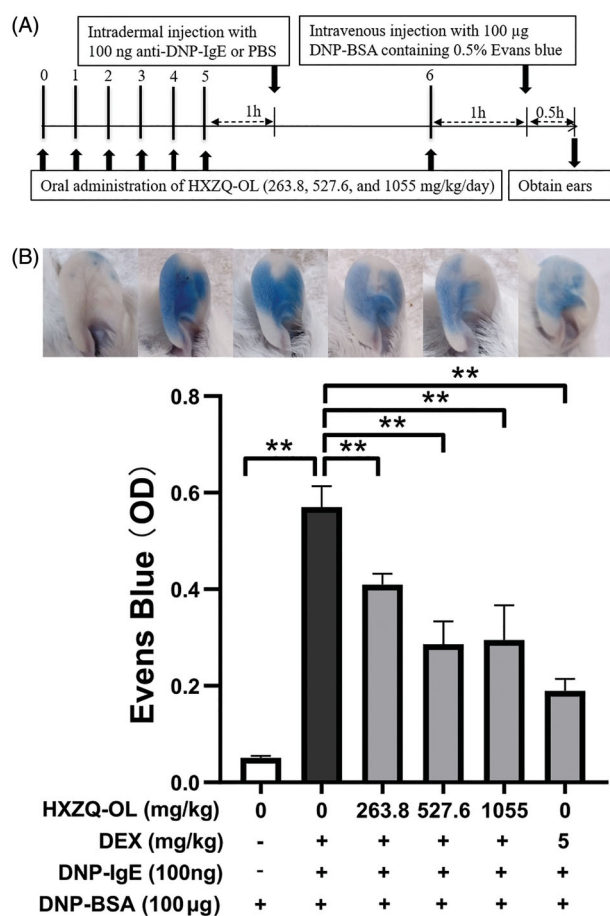 (A)
Intradermal injection with
100 ng anti-DNP-IgE or PBS
Intravenous injection with 100 µg
DNP-BSA containing 0.5% Evans blue
0 1 2 3 4 5 6
1h 1h 0.5h
Oral administration of HXZQ-OL (263.8, 527.6, and 1055 mg/kg/day)
Obtain ears
(B)
Evens Blue (OD)
0.8
0.6
0.4
0.2
0.0
**
**
**
** **
HXZQ-OL (mg/kg) 0 0 263.8 527.6 1055 0
DEX (mg/kg) - + + + + 5
DNP-IgE (100ng) - + + + + +
DNP-BSA (100µg) + + + + + +